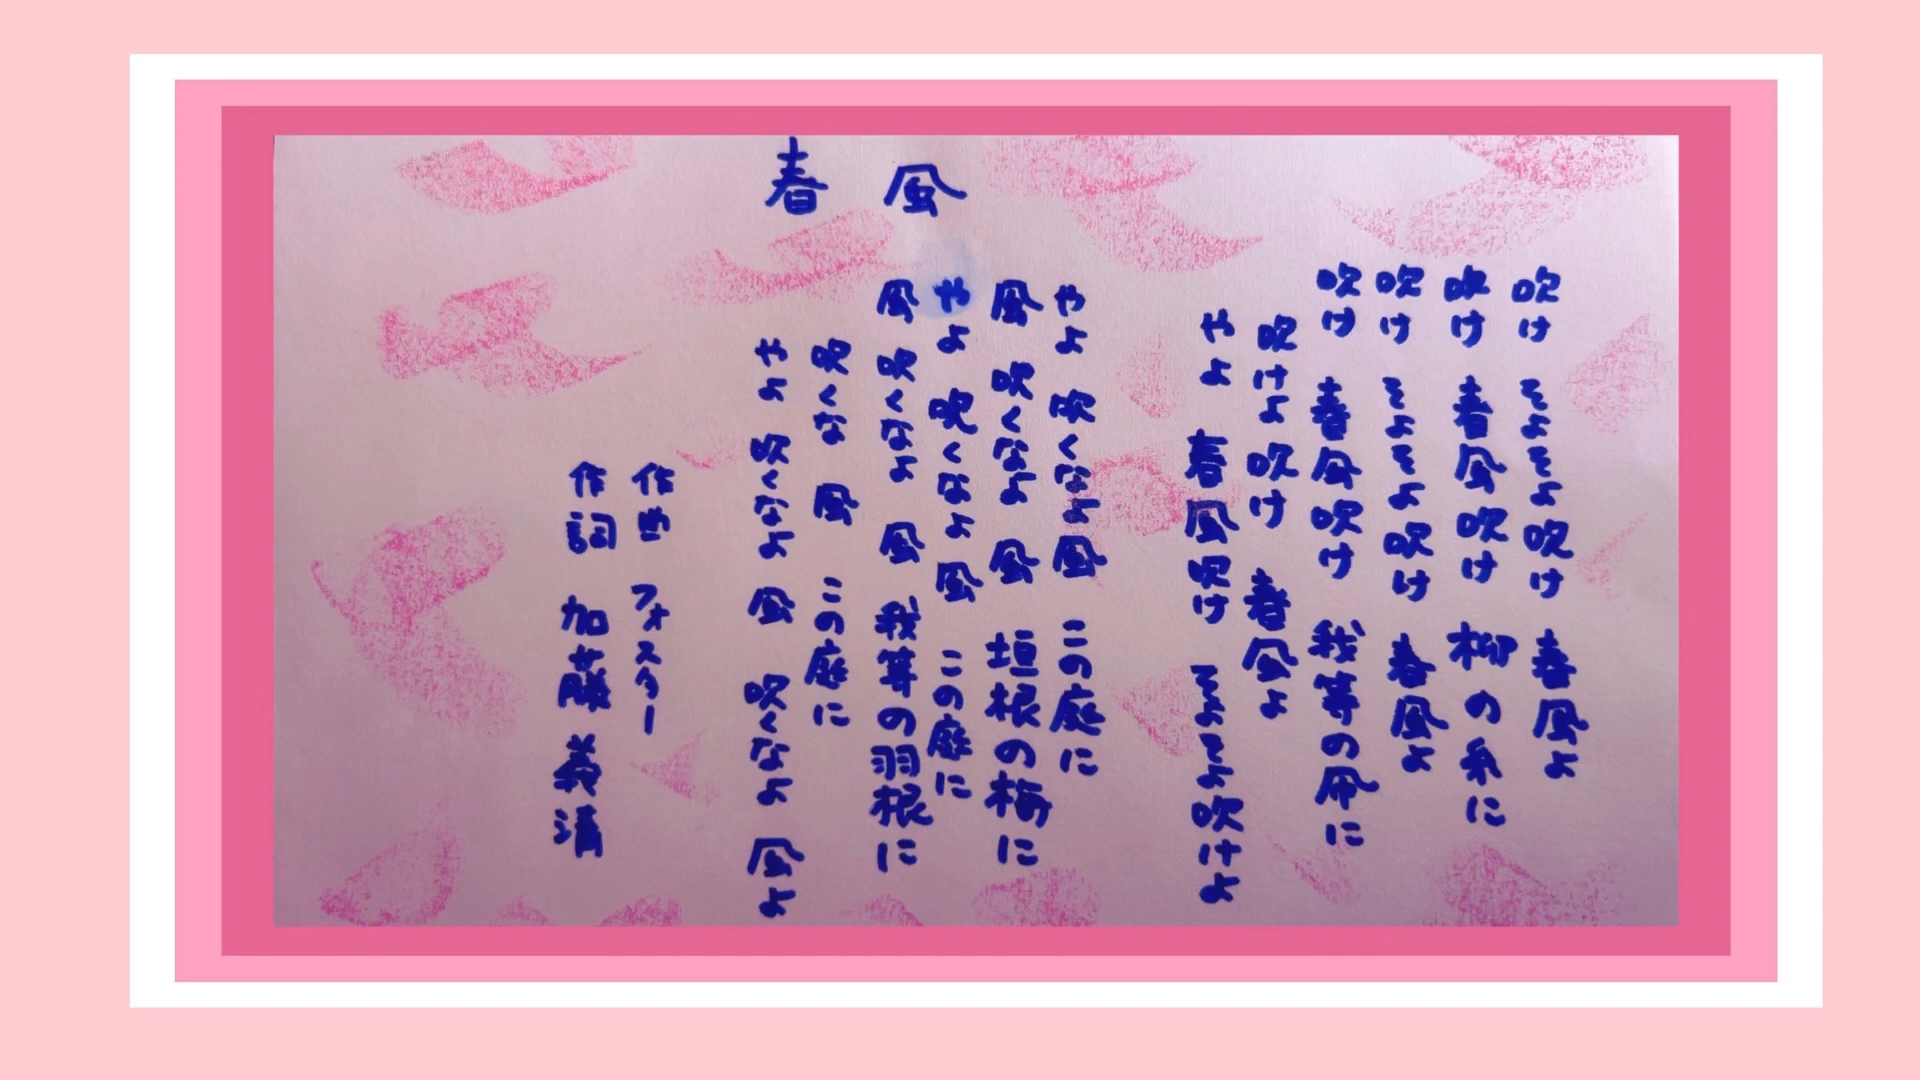 春 風
吹け そよそよ吹け 春風よ
吹け 春風吹け 柳の糸に
吹け そよそよ吹け 春風よ
吹け 春風吹け 我等の凧に
吹けよ吹け 春風よ
やよ 春風吹け そよそよ吹けよ
やよ 吹くなよ風 この庭に
風 吹くなよ 風 垣根の梅に
やよ 吹くなよ風 この庭に
風 吹くなよ 風 我等の羽根に
吹くな 風 この庭に
やよ 吹くなよ 風 吹くなよ 風よ
作曲 フォスター
作詞 加藤 義清